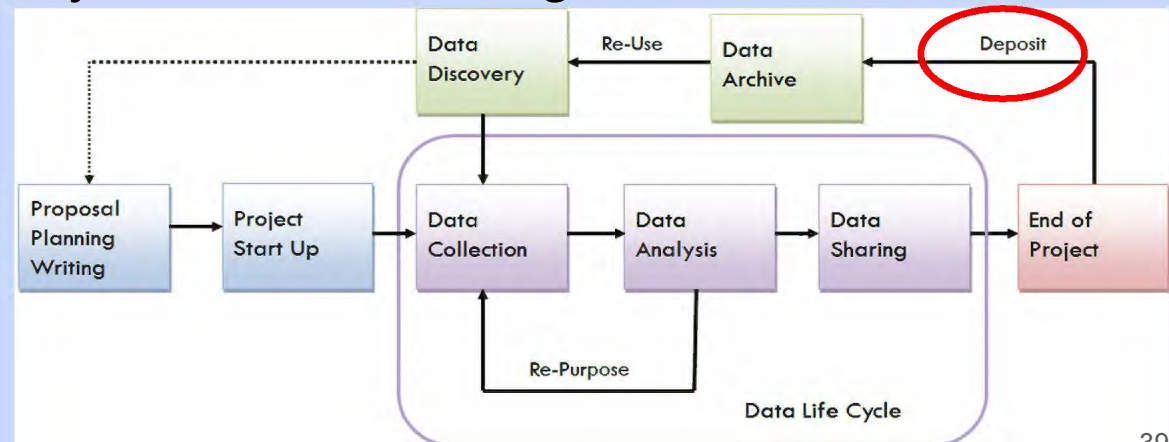 Data
Discovery
Re-Use
Data
Archive
Deposit
Proposal
Planning
Writing
Project
Start Up
Data
Collection
Data
Analysis
Data
Sharing
End of
Project
Re-Purpose
Data Life Cycle